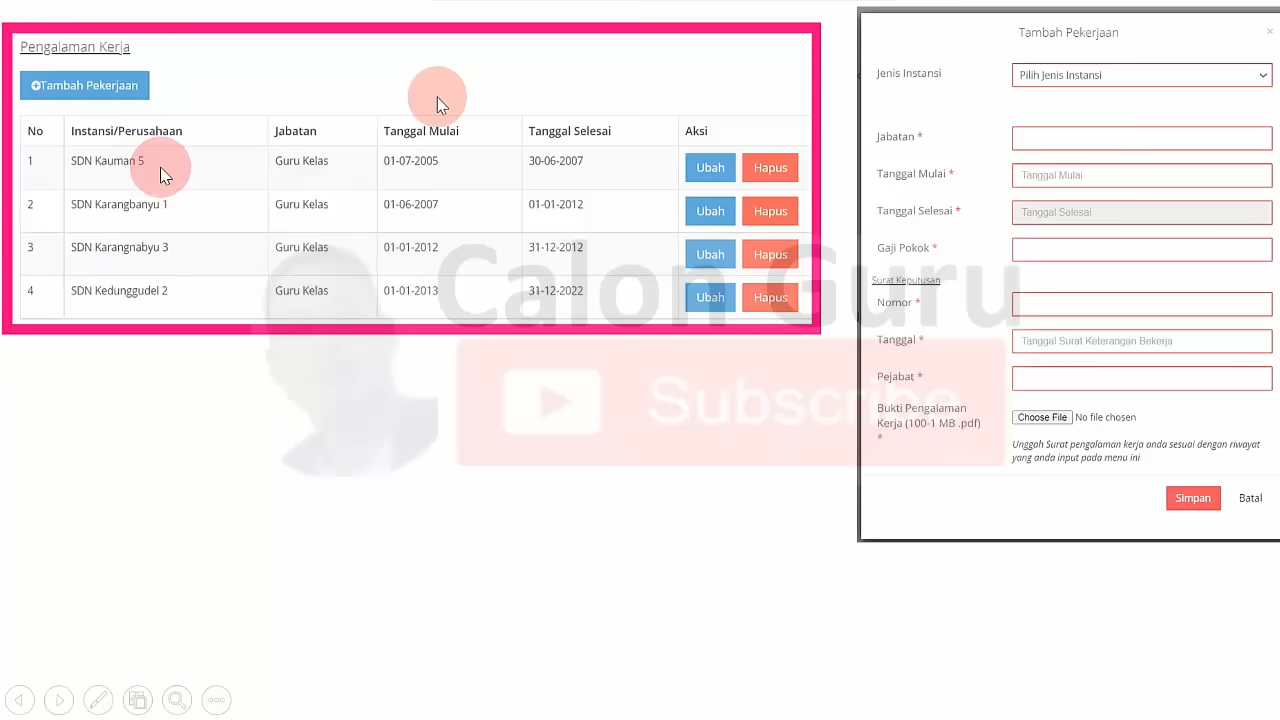 Pengalaman Kerja
Tambah Pekerjaan
No Instansi/Perusahaan Jabatan Tanggal Mulai Tanggal Selesai Aksi
1 SDN Kauman 5 Guru Kelas 01-07-2005 30-06-2007 Ubah Hapus
2 SDN Karangbanyu 1 Guru Kelas 01-06-2007 01-01-2012 Ubah Hapus
3 SDN Karangnabyu 3 Guru Kelas 01-01-2012 31-12-2012 Ubah Hapus
4 SDN Kedunggudel 2 Guru Kelas 01-01-2013 31-12-2022 Ubah Hapus
Calon Guru
Subscribe
Tambah Pekerjaan ×
Jenis Instansi Pilih Jenis Instansi
Jabatan *
Tanggal Mulai * Tanggal Mulai
Tanggal Selesai * Tanggal Selesai
Gaji Pokok *
Surat Keputusan
Nomor *
Tanggal * Tanggal Surat Keterangan Bekerja
Pejabat *
Bukti Pengalaman
Kerja (100-1 MB .pdf)
*
Choose File No file chosen
Unggah Surat pengalaman kerja anda sesuai dengan riwayat
yang anda input pada menu ini
Simpan Batal